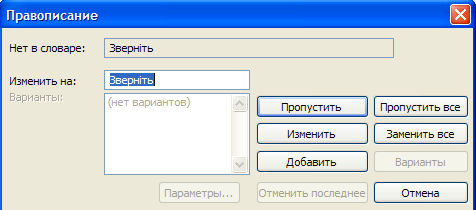 Правописание
Нет в словаре: Зверніть
Изменить на: Зверніть
Варианты: (нет вариантов)
Пропустить Пропустить все
Изменить Заменить все
Добавить Варианты
Параметры... Отменить последнее Отмена